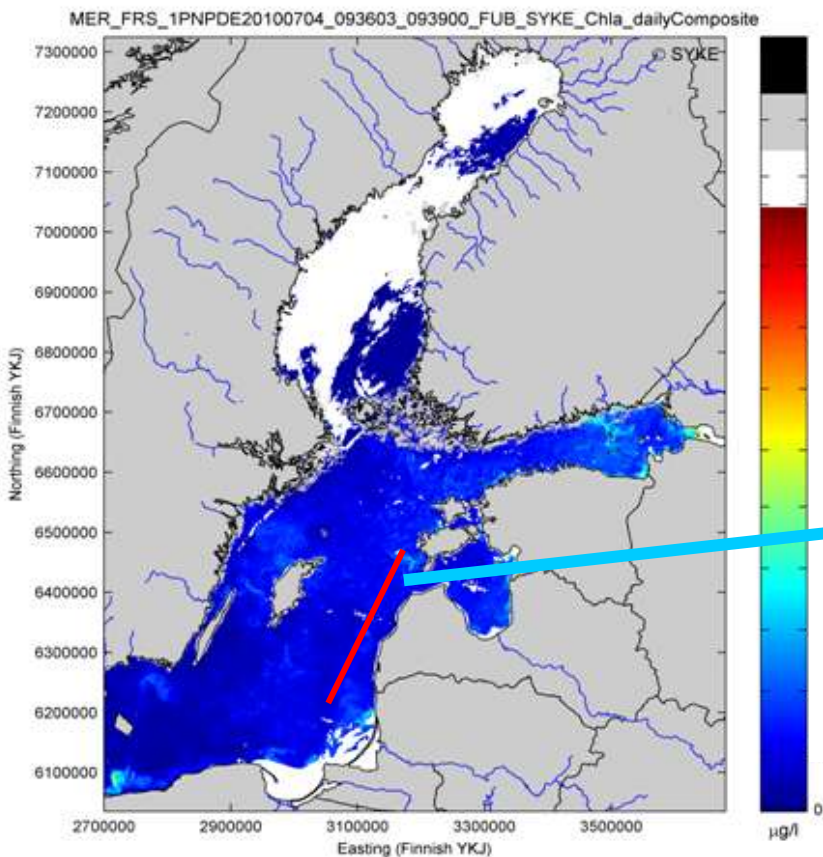 MER_FRS_1PNPDE20100704_093603_093900_FUB_SYKE_Chla_dailyComposite
© SYKE
7300000
7200000
7100000
7000000
6900000
6800000
6700000
6600000
6500000
6400000
6300000
6200000
6100000
Northing (Finnish YKJ)
2700000 2900000 3100000 3300000 3500000
Easting (Finnish YKJ)
0
µg/l